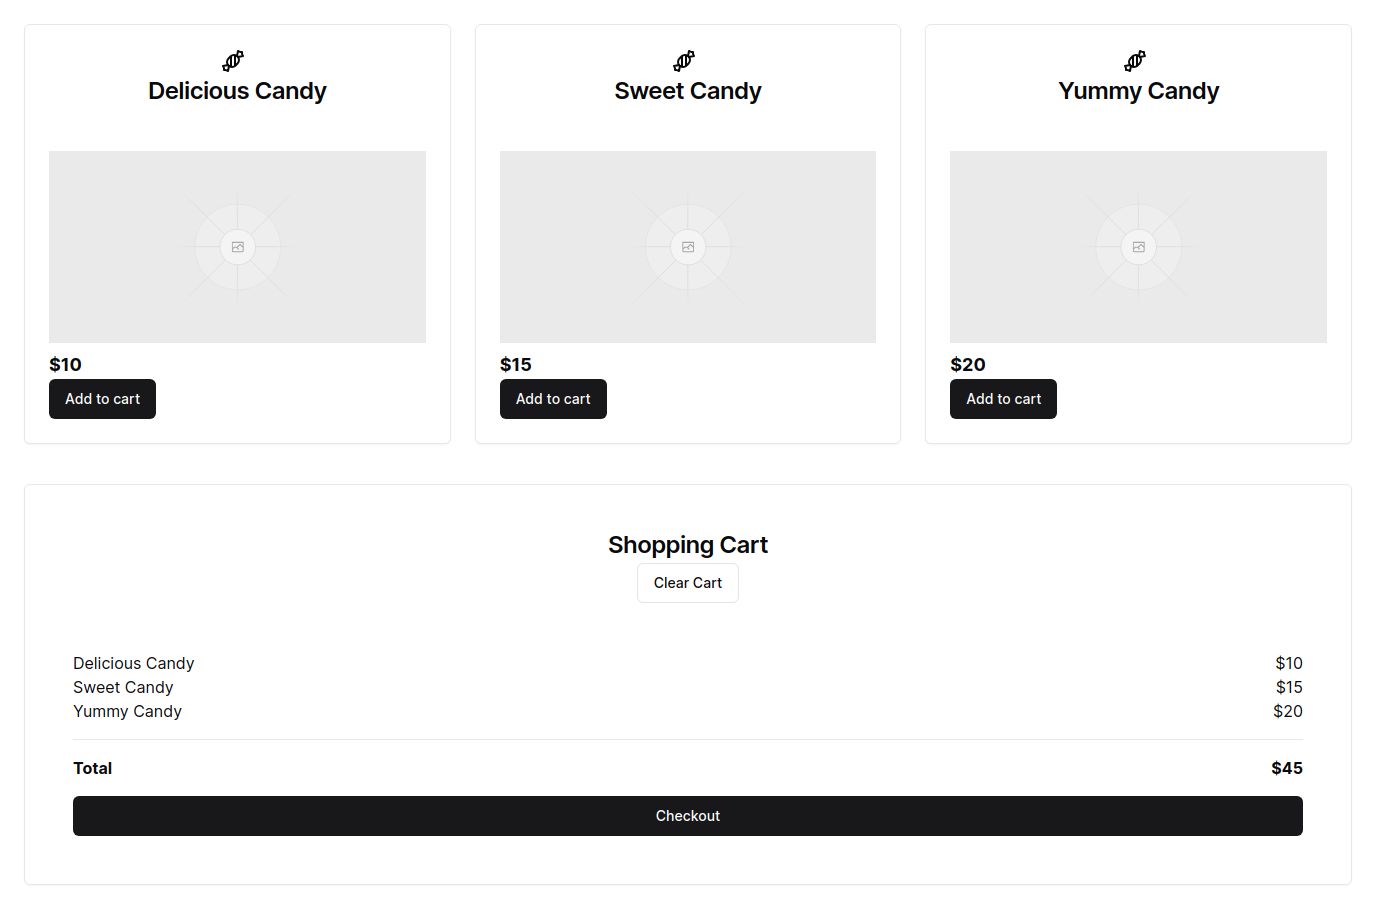 Delicious Candy
Sweet Candy
Yummy Candy
$10
$15
$20
Add to cart
Add to cart
Add to cart
Shopping Cart
Clear Cart
Delicious Candy $10
Sweet Candy $15
Yummy Candy $20
Total $45
Checkout